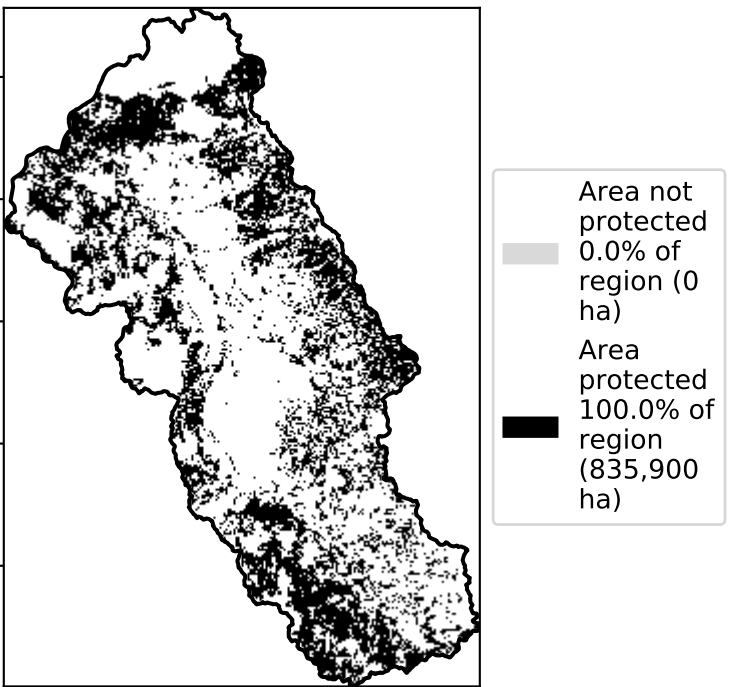 Area not
protected
0.0% of
region (0
ha)
Area
protected
100.0% of
region
(835,900
ha)